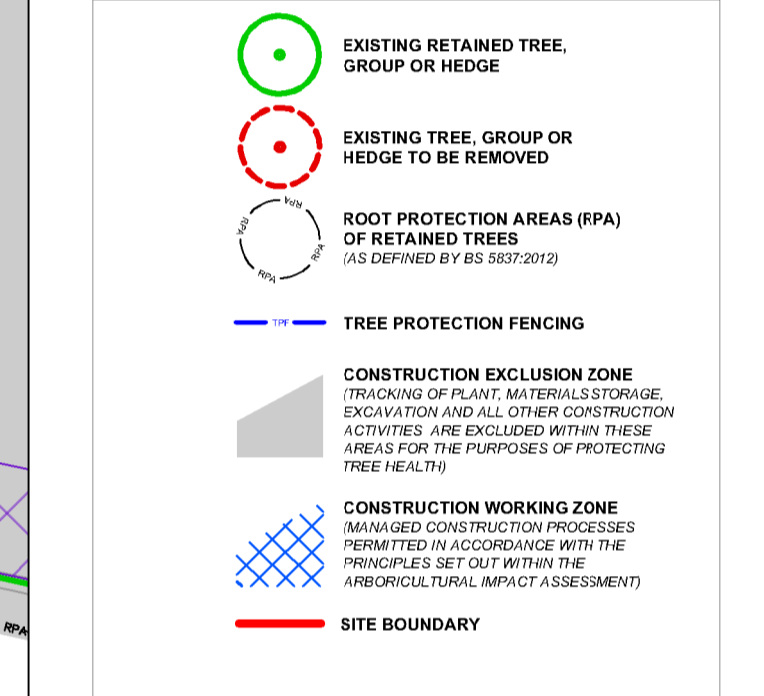 EXISTING RETAINED TREE,
GROUP OR HEDGE
EXISTING TREE, GROUP OR
HEDGE TO BE REMOVED
RPA
RPA
RPA
RPA
ROOT PROTECTION AREAS (RPA)
OF RETAINED TREES
(AS DEFINED BY BS 5837:2012)
TPF
TREE PROTECTION FENCING
CONSTRUCTION EXCLUSION ZONE
(TRACKING OF PLANT, MATERIALS STORAGE,
EXCAVATION AND ALL OTHER CONSTRUCTION
ACTIVITIES ARE EXCLUDED WITHIN THESE
AREAS FOR THE PURPOSES OF PROTECTING
TREE HEALTH)
CONSTRUCTION WORKING ZONE
(MANAGED CONSTRUCTION PROCESSES
PERMITTED IN ACCORDANCE WITH THE
PRINCIPLES SET OUT WITHIN THE
ARBORICULTURAL IMPACT ASSESSMENT)
SITE BOUNDARY
RPA